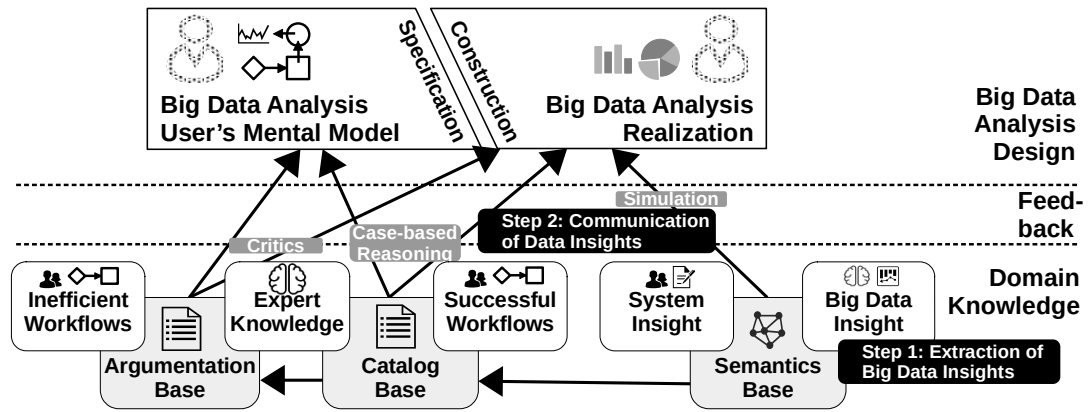 Specification
Construction
Big Data Analysis
User's Mental Model
Big Data Analysis
Realization
Big Data
Analysis
Design
Simulation
Feed-
back
Step 2: Communication
of Data Insights
Critics
Case-based
Reasoning
Domain
Knowledge
Inefficient
Workflows
Expert
Knowledge
Successful
Workflows
System
Insight
Big Data
Insight
Argumentation
Base
Catalog
Base
Semantics
Base
Step 1: Extraction of
Big Data Insights